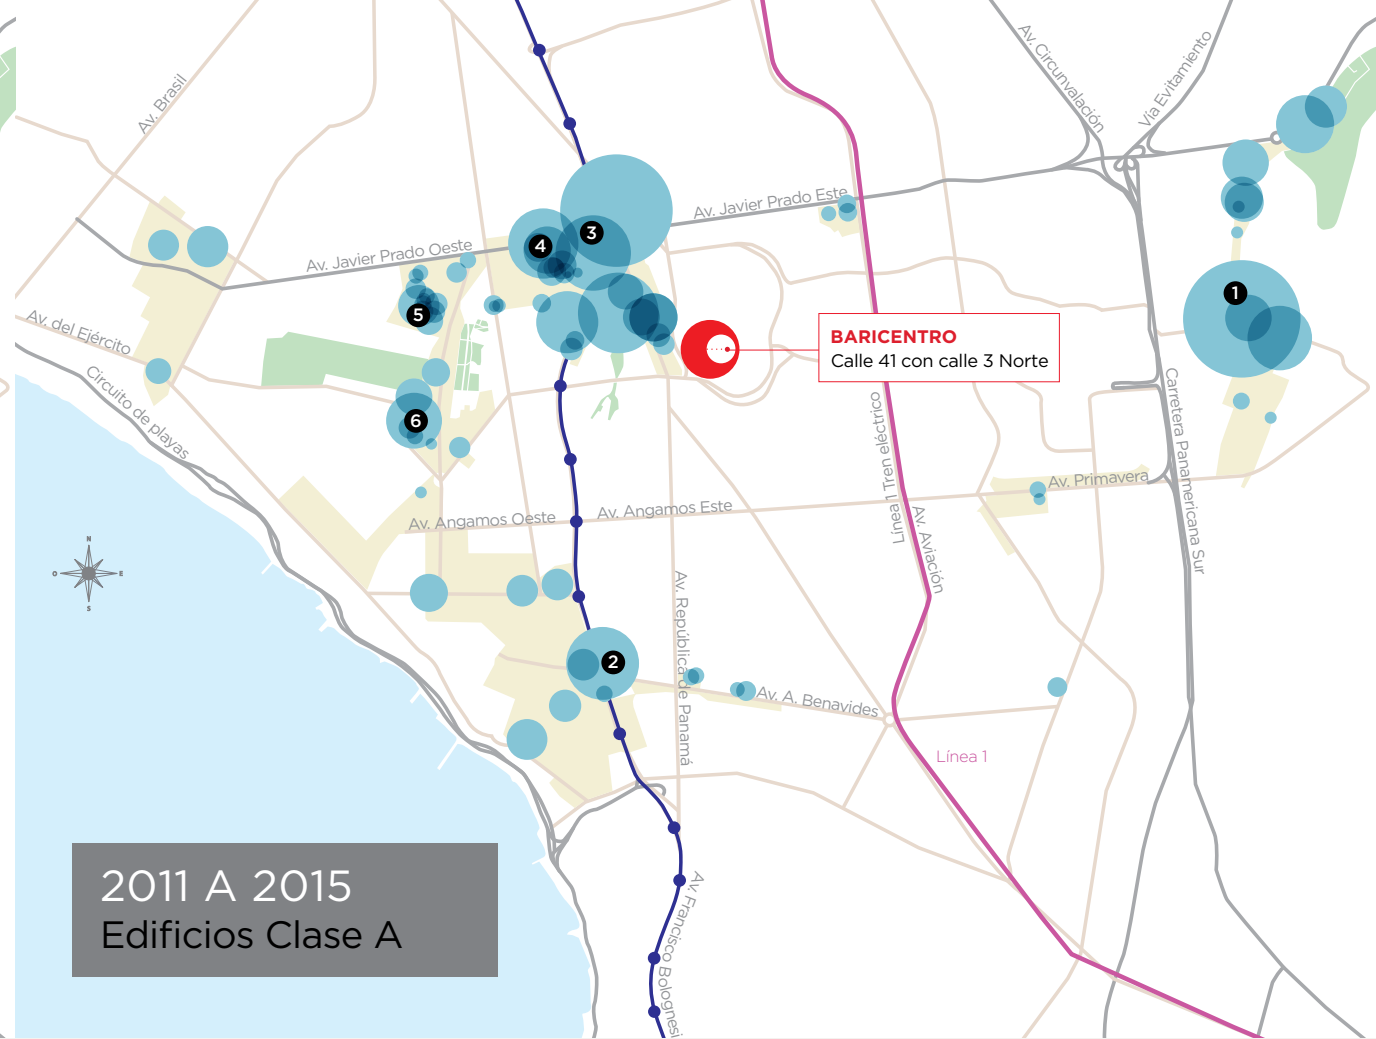 Av. Circunvalación
Vía Evitamiento
Av. Brasil
Av. Javier Prado Este
Av. Javier Prado Oeste
3
4
5
1
6
2
Av. del Ejército
Circuito de playas
BARICENTRO
Calle 41 con calle 3 Norte
Línea 1 Tren eléctrico
Carretera Panamericana Sur
Av. Primavera
Av. Angamos Oeste
Av. Angamos Este
Av. Aviación
N
O
E
S
Av. República de Panamá
Av. A. Benavides
Línea 1
Av. Francisco Bolognesi
2011 A 2015
Edificios Clase A